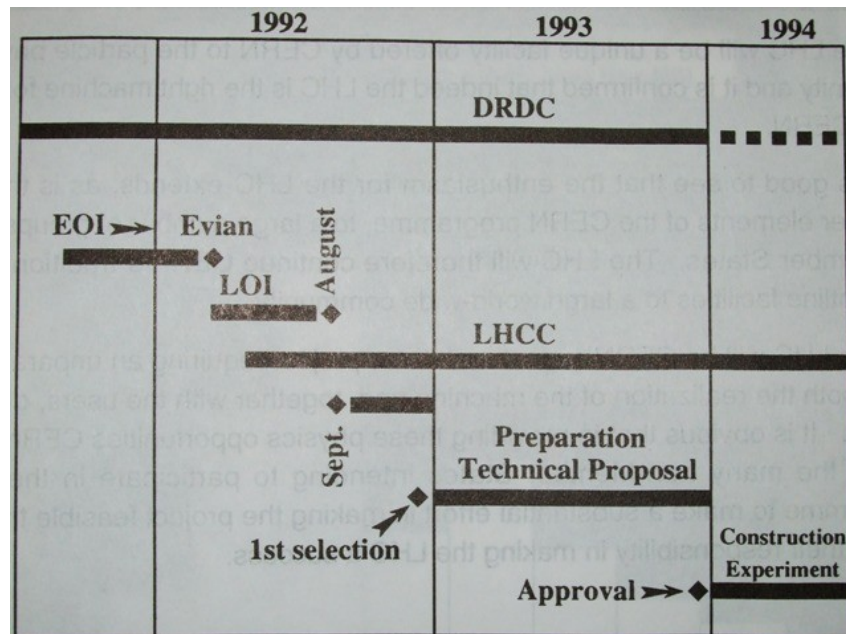 1992 1993 1994
DRDC
EOI Evian
August
LOI
LHCC
Sept
Preparation
Technical Proposal
1st selection
Construction
Experiment
Approval